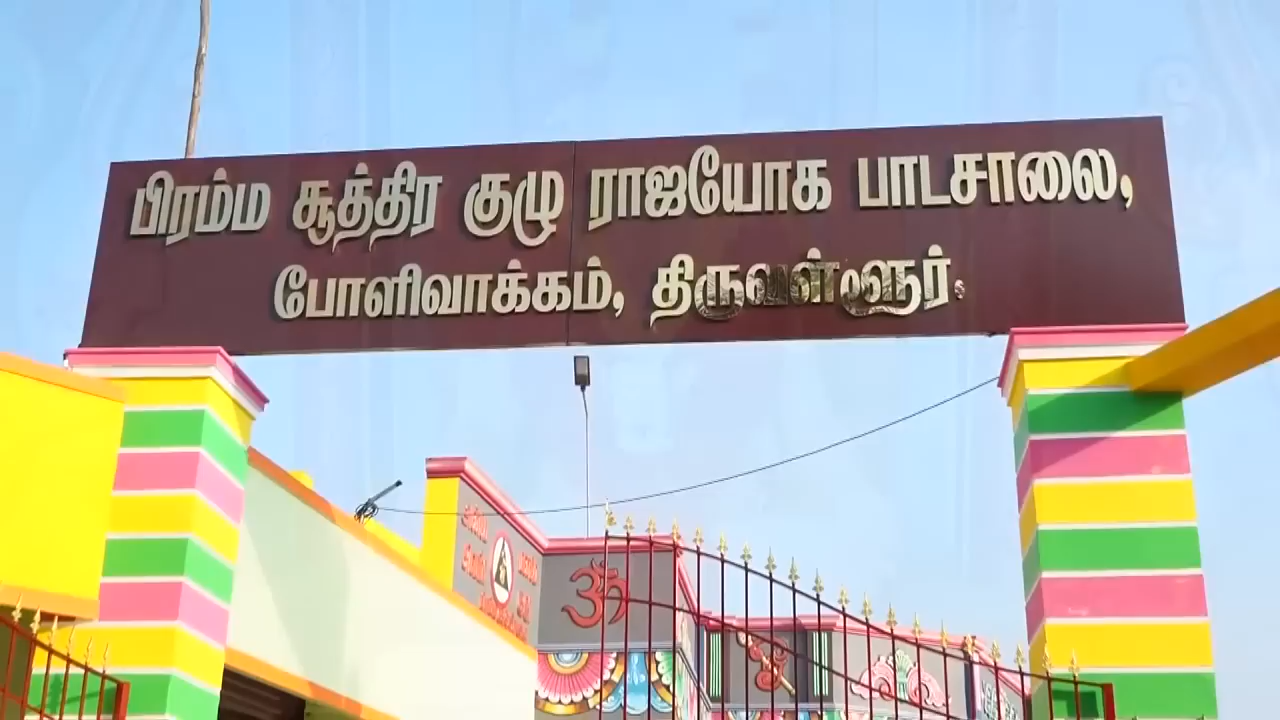 பிரம்ம சூத்திர குழு ராஜயோக பாடசாலை,
போளிவாக்கம், திருவள்ளூர்.
ॐ